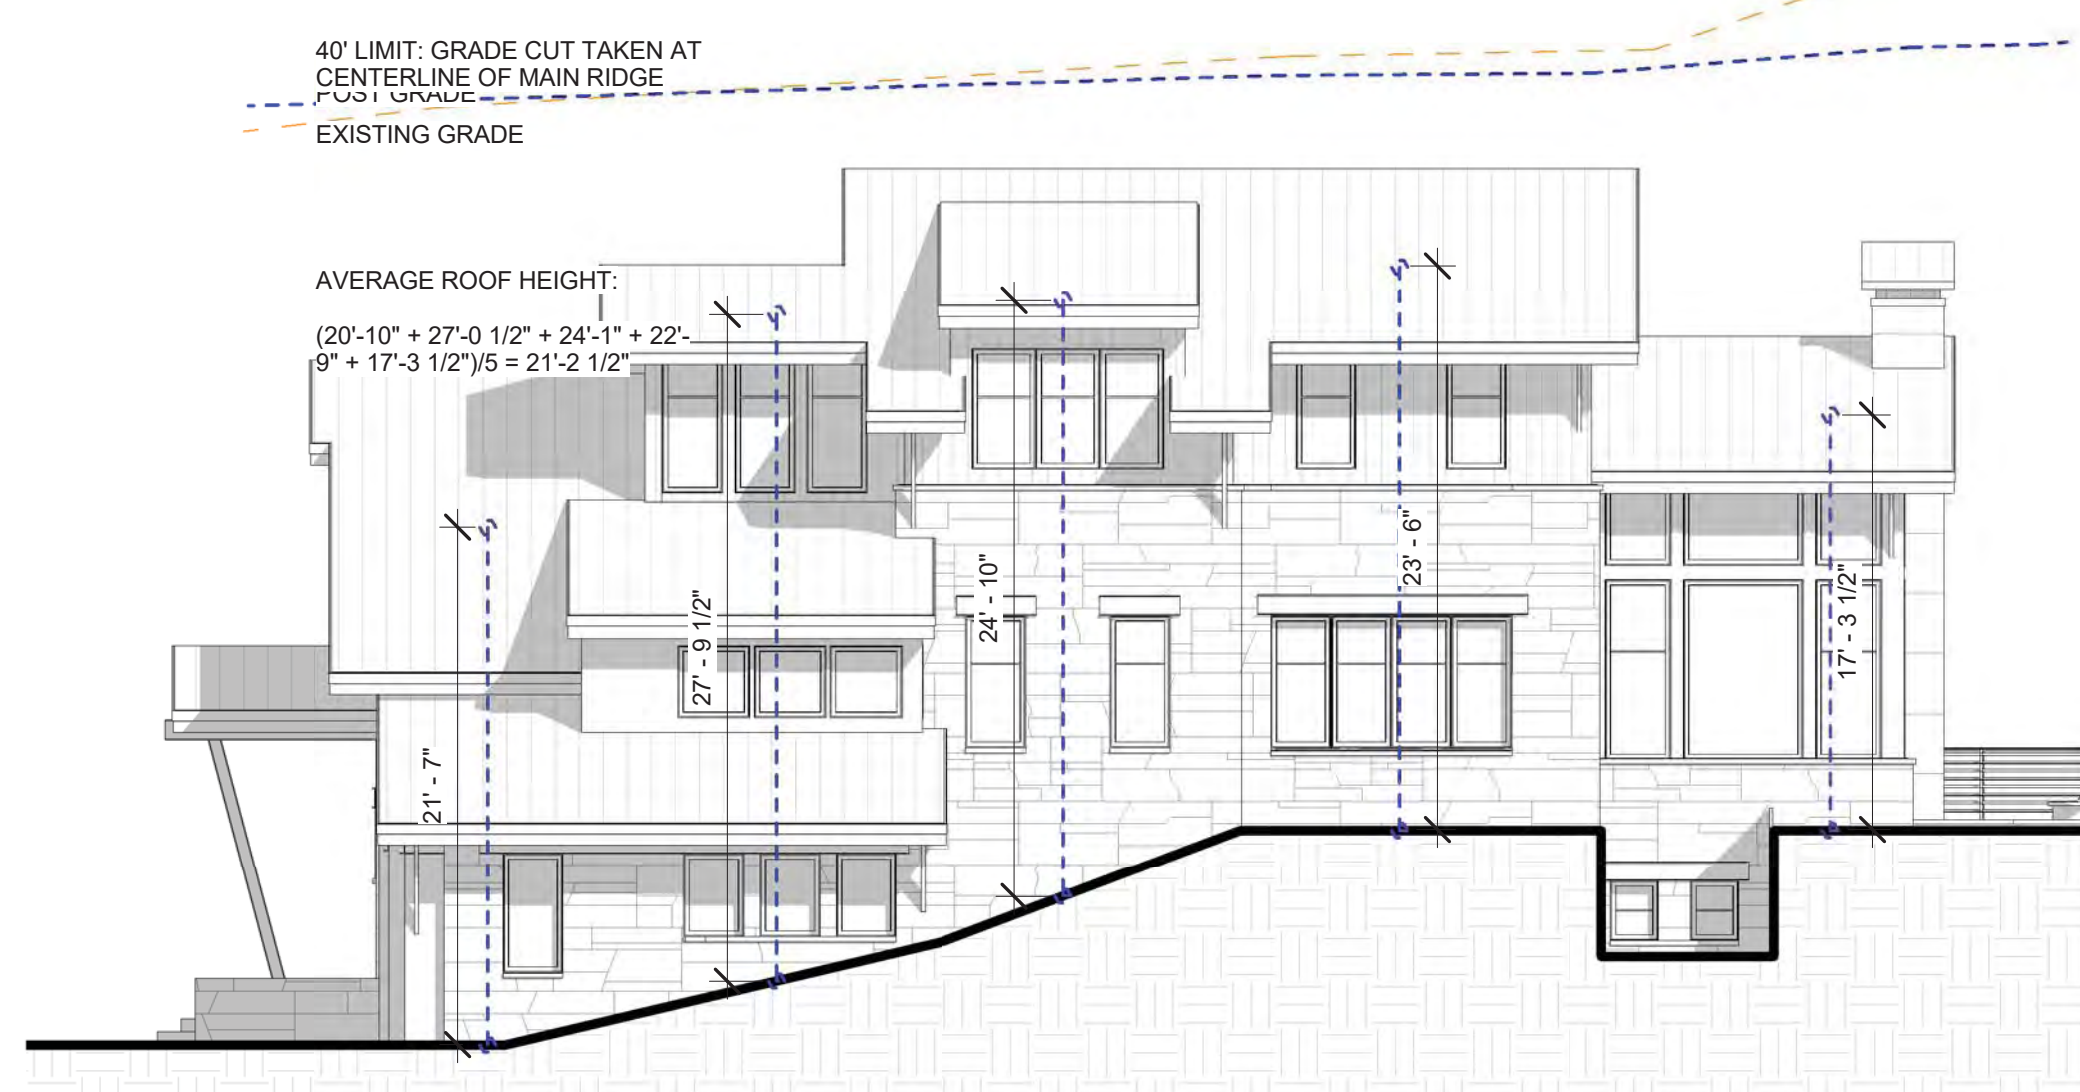 40' LIMIT: GRADE CUT TAKEN AT
CENTERLINE OF MAIN RIDGE
POST GRADE
EXISTING GRADE
AVERAGE ROOF HEIGHT:
(20'-10" + 27'-0 1/2" + 24'-1" + 22'-
9" + 17'-3 1/2")/5 = 21'-2 1/2"
21' - 7"
27' - 9 1/2"
24' - 10"
23' - 6"
17' - 3 1/2"